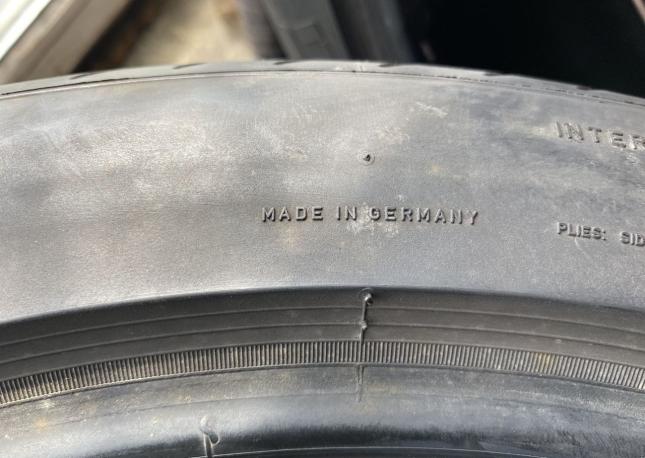 INTER
MADE IN GERMANY
PLIES: SID